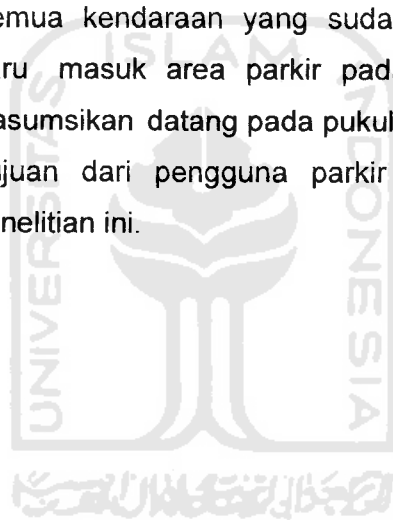 emua kendaraan yang suda
ru masuk area parkir pad
asumsikan datang pada pukul
juan dari pengguna parkir
nelitian ini.
ISLAM
UNIVERSITAS
INDONESIA